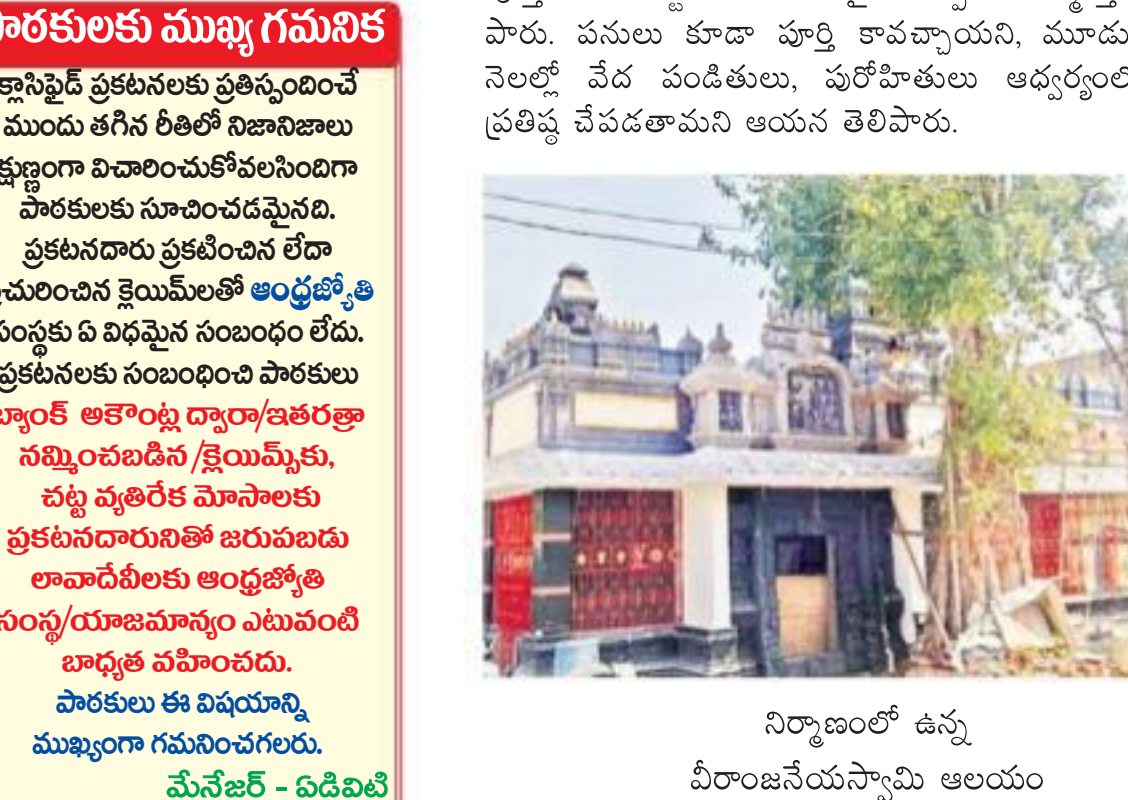 పాఠకులకు ముఖ్య గమనిక
క్లాసిఫైడ్ ప్రకటనలకు ప్రతిస్పందించే
ముందు తగిన రీతిలో నిజానిజాలు
క్షుణ్ణంగా విచారించుకోవలసిందిగా
పాఠకులకు సూచించడమైనది.
ప్రకటనదారు ప్రకటించిన లేదా
ప్రచురించిన క్లెయిమ్‌లతో ఆంధ్రజ్యోతి
సంస్థకు ఏ విధమైన సంబంధం లేదు.
ప్రకటనలకు సంబంధించి పాఠకులు
బ్యాంక్ అకౌంట్ల ద్వారా/ఇతరత్రా
నమ్మించబడిన /క్లెయిమ్స్‌కు,
చట్ట వ్యతిరేక మోసాలకు
ప్రకటనదారునితో జరుపబడు
లావాదేవీలకు ఆంధ్రజ్యోతి
సంస్థ/యాజమాన్యం ఎటువంటి
బాధ్యత వహించదు.
పాఠకులు ఈ విషయాన్ని
ముఖ్యంగా గమనించగలరు.
మేనేజర్ - ఏడివిటి
పారు. పనులు కూడా పూర్తి కావచ్చాయని, మూడు
నెలల్లో వేద పండితులు, పురోహితులు ఆధ్వర్యంలో
ప్రతిష్ఠ చేపడతామని ఆయన తెలిపారు.
నిర్మాణంలో ఉన్న
వీరాంజనేయస్వామి ఆలయం